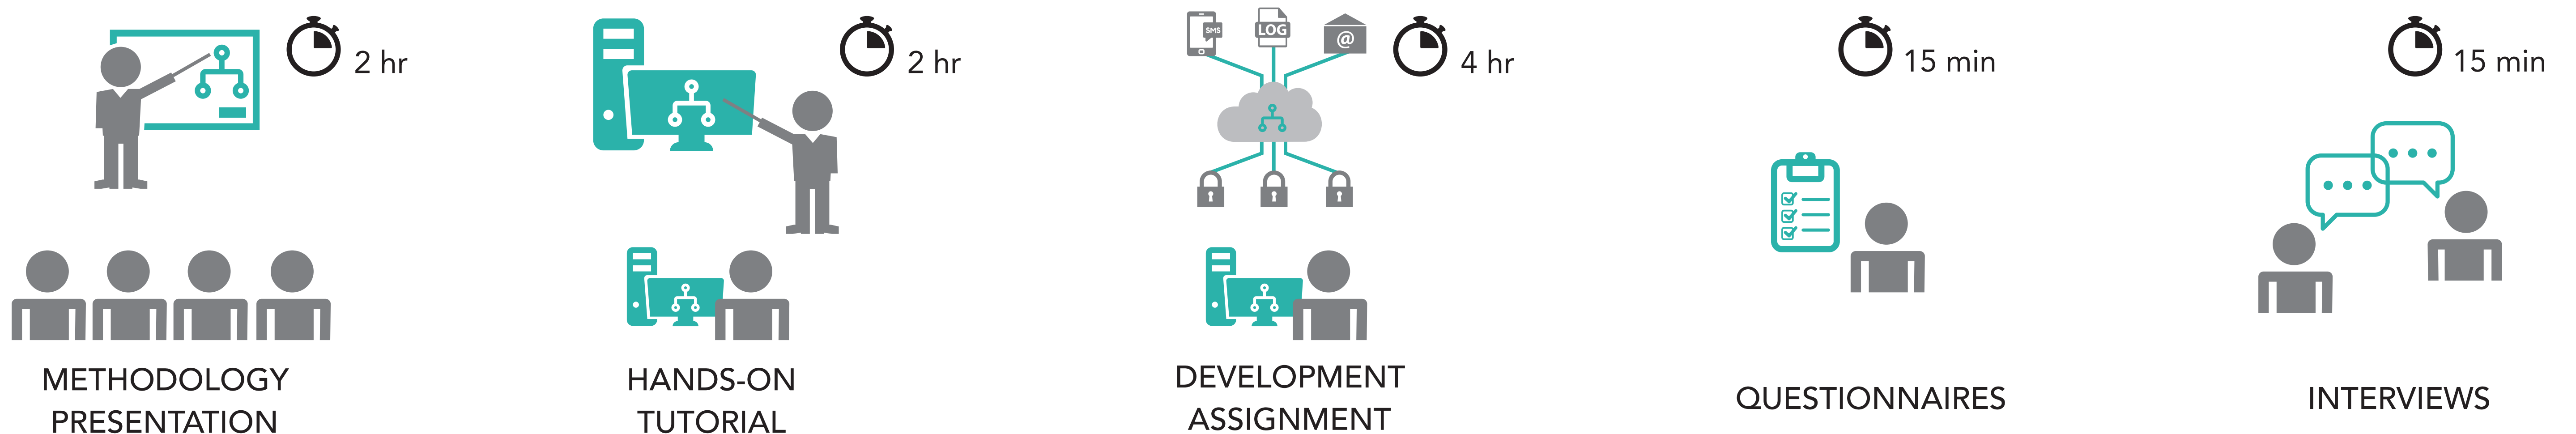 2 hr
METHODOLOGY
PRESENTATION
2 hr
HANDS-ON
TUTORIAL
SMS
LOG
@
4 hr
DEVELOPMENT
ASSIGNMENT
15 min
QUESTIONNAIRES
15 min
INTERVIEWS